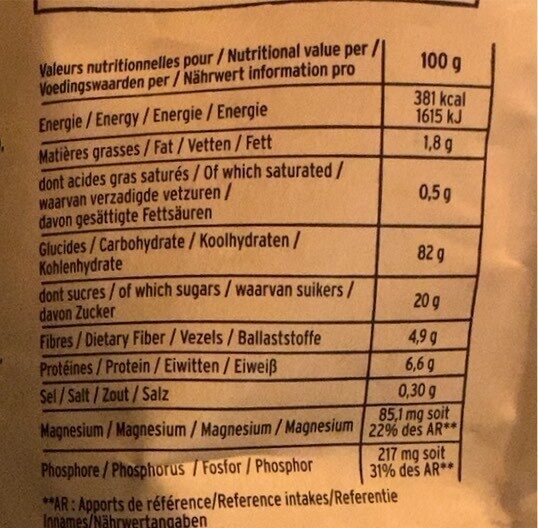 Valeurs nutritionnelles pour / Nutritional value per /
Voedingswaarden per / Nährwert information pro
100 g
Energie / Energy / Energie / Energie
381 kcal
1615 kJ
Matières grasses / Fat / Vetten / Fett
1,8 g
dont acides gras saturés / Of which saturated /
waarvan verzadigde vetzuren /
davon gesättigte Fettsäuren
0,5 g
Glucides / Carbohydrate / Koolhydraten /
Kohlenhydrate
82 g
dont sucres / of which sugars / waarvan suikers /
davon Zucker
20 g
Fibres / Dietary Fiber / Vezels / Ballaststoffe
4,9 g
Protéines / Protein / Eiwitten / Eiweiß
6,6 g
Sel / Salt / Zout / Salz
0,30 g
Magnesium / Magnesium / Magnesium / Magnesium
85,1 mg soit
22% des AR**
Phosphore / Phosphorus / Fosfor / Phosphor
217 mg soit
31% des AR**
**AR : Apports de référence/Reference intakes/Referentie
Innames/Nährwertangaben